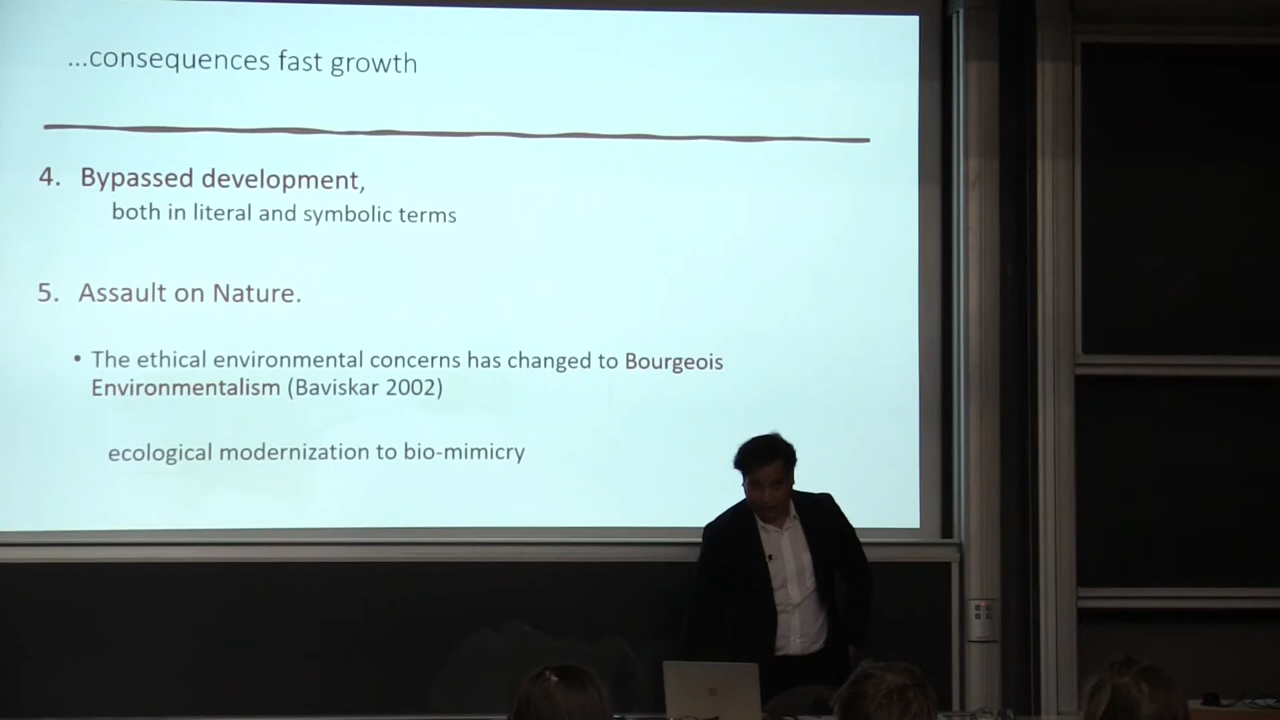 ...consequences fast growth
4. Bypassed development,
both in literal and symbolic terms
5. Assault on Nature.
• The ethical environmental concerns has changed to Bourgeois
Environmentalism (Baviskar 2002)
ecological modernization to bio-mimicry